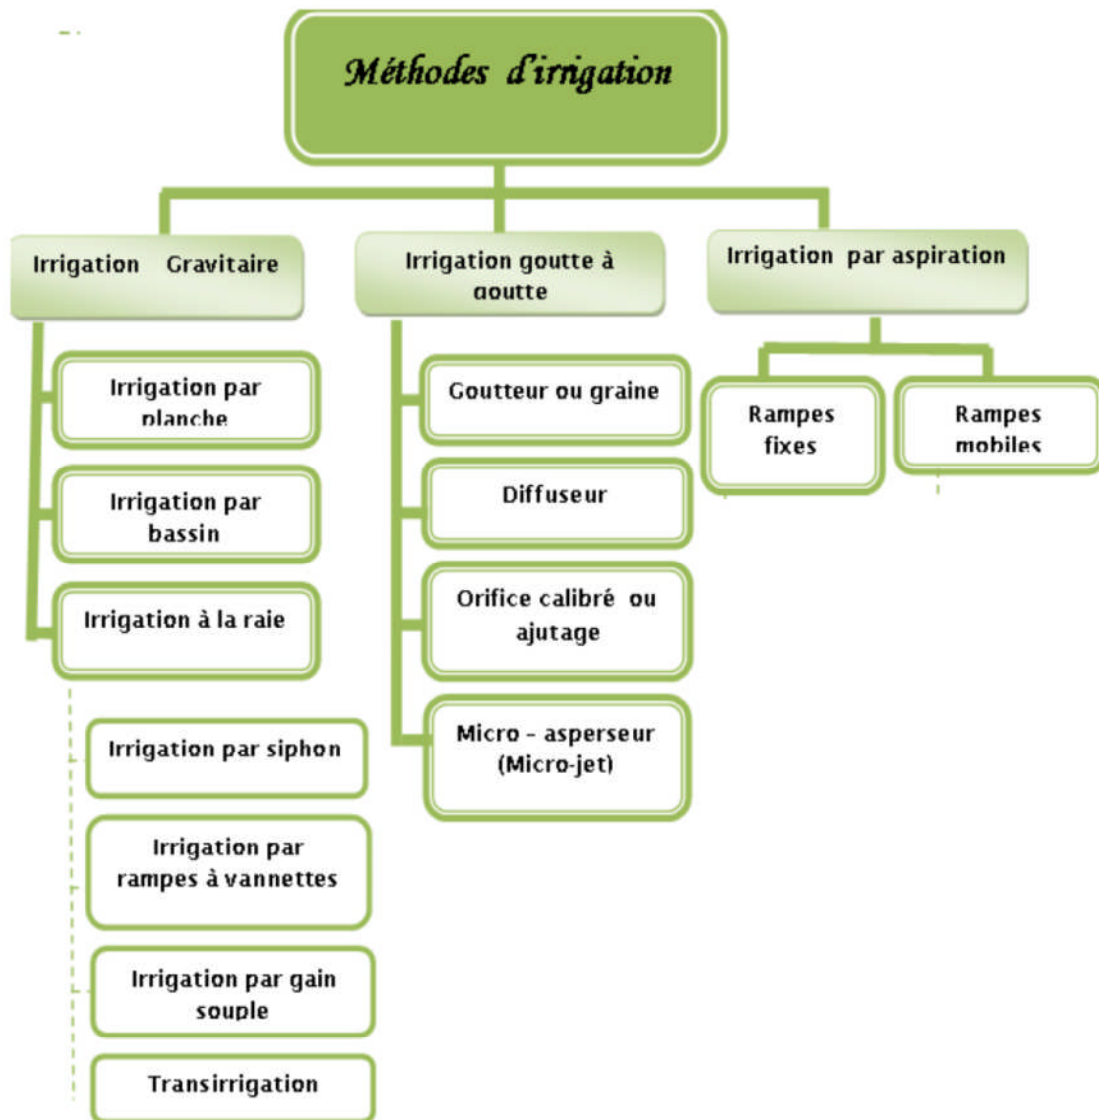 Méthodes d'irrigation
Irrigation Gravitaire
Irrigation par
planche
Irrigation par
bassin
Irrigation à la raie
Irrigation par siphon
Irrigation par
rampes à vannettes
Irrigation par gain
souple
Transirrigation
Irrigation goutte à
goutte
Goutteur ou graine
Diffuseur
Orifice calibré ou
ajutage
Micro – asperseur
(Micro-jet)
Irrigation par aspiration
Rampes
fixes
Rampes
mobiles